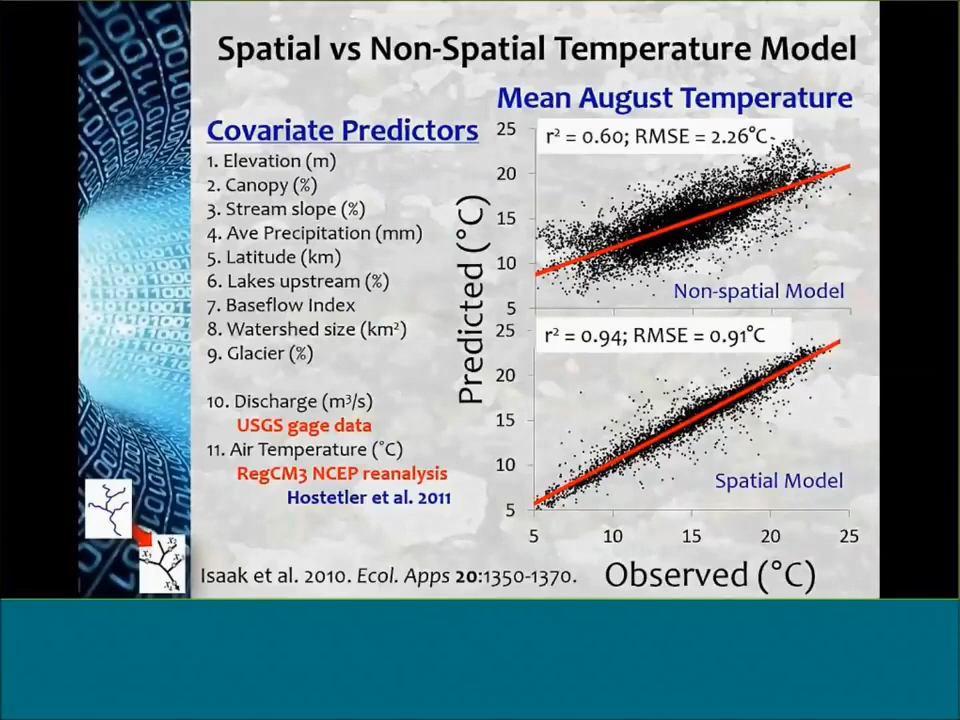 Spatial vs Non-Spatial Temperature Model
Mean August Temperature
Covariate Predictors
1. Elevation (m)
2. Canopy (%)
3. Stream slope (%)
4. Ave Precipitation (mm)
5. Latitude (km)
6. Lakes upstream (%)
7. Baseflow Index
8. Watershed size (km²)
9. Glacier (%)
10. Discharge (m³/s)
USGS gage data
11. Air Temperature (˚C)
RegCM3 NCEP reanalysis
Hostetler et al. 2011
Predicted (°C)
25
20
15
10
5
r² = 0.60; RMSE = 2.26°C
Non-spatial Model
25
20
15
10
5
r² = 0.94; RMSE = 0.91°C
Spatial Model
5 10 15 20 25
Observed (°C)
Isaak et al. 2010. Ecol. Apps 20:1350-1370.